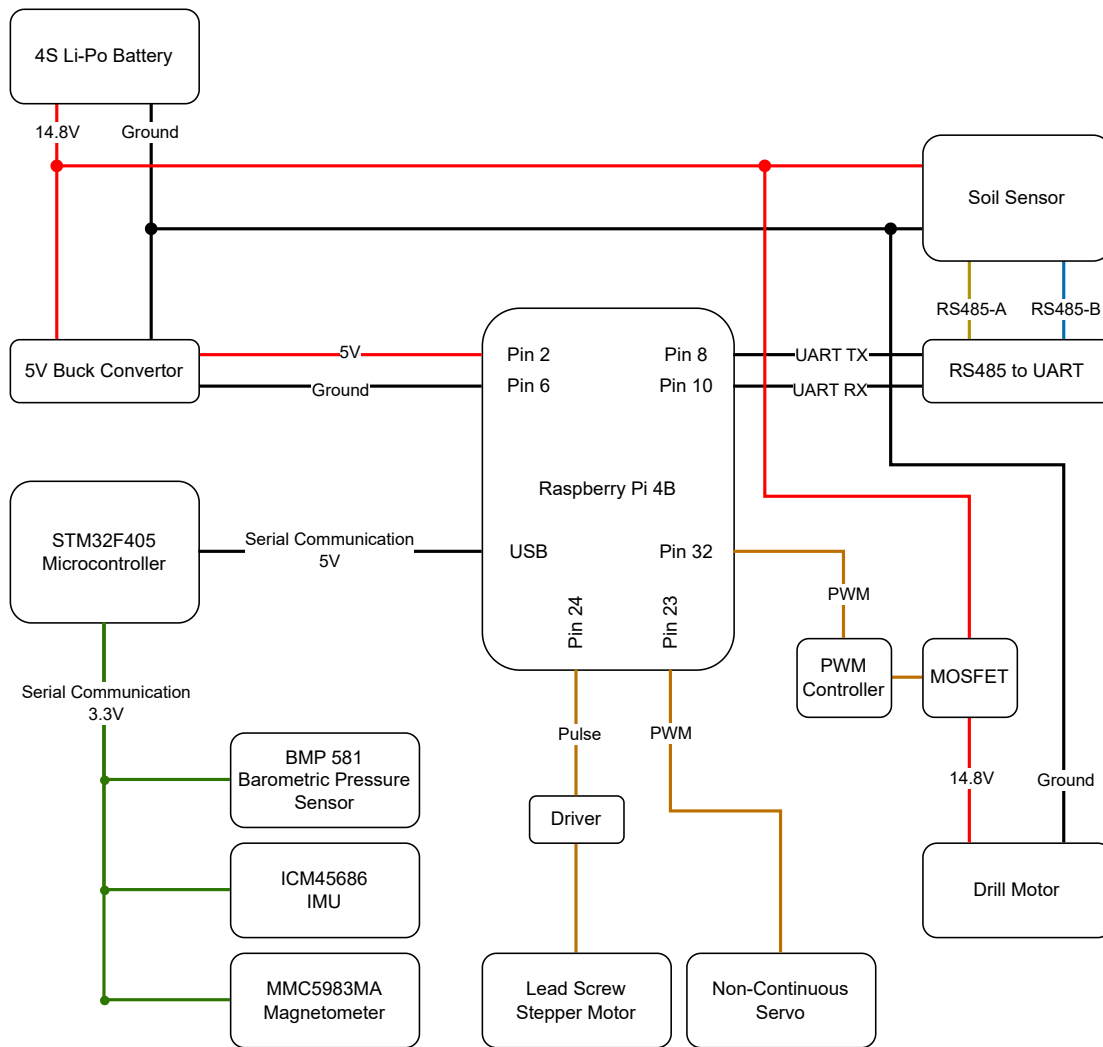 4S Li-Po Battery
14.8V
Ground
Soil Sensor
RS485-A
RS485-B
5V Buck Convertor
5V
Ground
Pin 2
Pin 6
Pin 8
Pin 10
UART TX
UART RX
RS485 to UART
Raspberry Pi 4B
STM32F405
Microcontroller
Serial Communication
5V
USB
Pin 32
Pin 24
Pin 23
PWM
PWM
Controller
MOSFET
Serial Communication
3.3V
Pulse
PWM
14.8V
Ground
BMP 581
Barometric Pressure
Sensor
Driver
ICM45686
IMU
Drill Motor
MMC5983MA
Magnetometer
Lead Screw
Stepper Motor
Non-Continuous
Servo